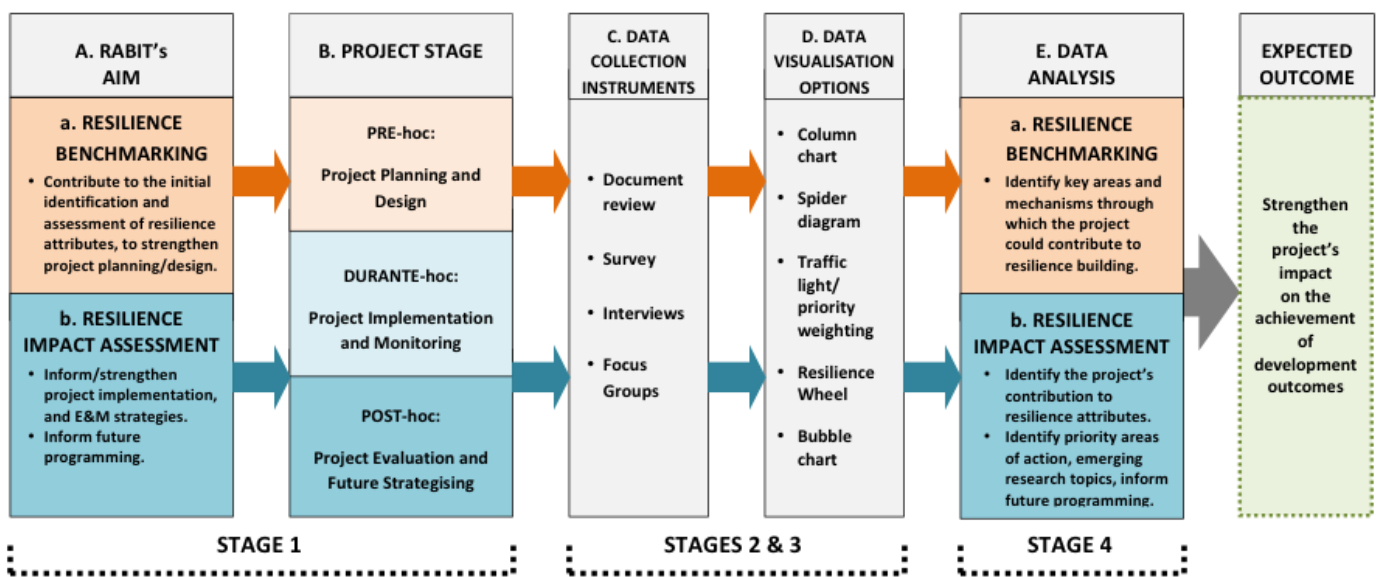 A. RABIT's
AIM
a. RESILIENCE
BENCHMARKING
• Contribute to the initial
identification and
assessment of resilience
attributes, to strengthen
project planning/design.
b. RESILIENCE
IMPACT ASSESSMENT
• Inform/strengthen
project implementation,
and E&M strategies.
• Inform future
programming.
B. PROJECT STAGE
PRE-hoc:
Project Planning and
Design
DURANTE-hoc:
Project Implementation
and Monitoring
POST-hoc:
Project Evaluation and
Future Strategising
C. DATA
COLLECTION
INSTRUMENTS
• Document
review
• Survey
• Interviews
• Focus
Groups
D. DATA
VISUALISATION
OPTIONS
• Column
chart
• Spider
diagram
• Traffic
light/
priority
weighting
• Resilience
Wheel
• Bubble
chart
E. DATA
ANALYSIS
a. RESILIENCE
BENCHMARKING
• Identify key areas and
mechanisms through
which the project
could contribute to
resilience building.
b. RESILIENCE
IMPACT ASSESSMENT
• Identify the project's
contribution to
resilience attributes.
• Identify priority areas
of action, emerging
research topics, inform
future programming.
EXPECTED
OUTCOME
Strengthen
the
project's
impact
on the
achievement
of
development
outcomes
STAGE 1
STAGES 2 & 3
STAGE 4